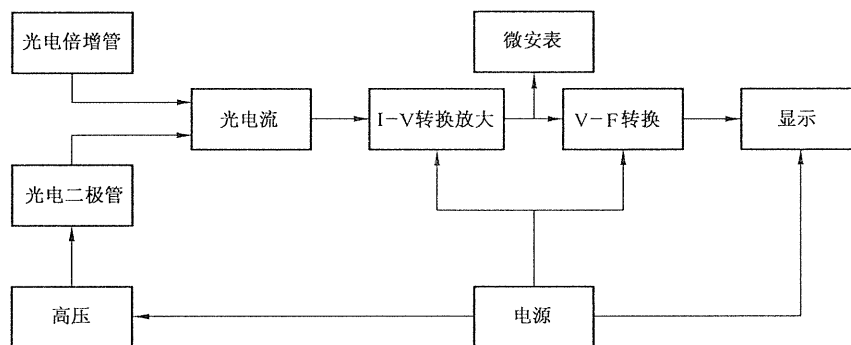 光电倍增管
微安表
光电流
I-V转换放大
V-F转换
显示
光电二极管
高压
电源